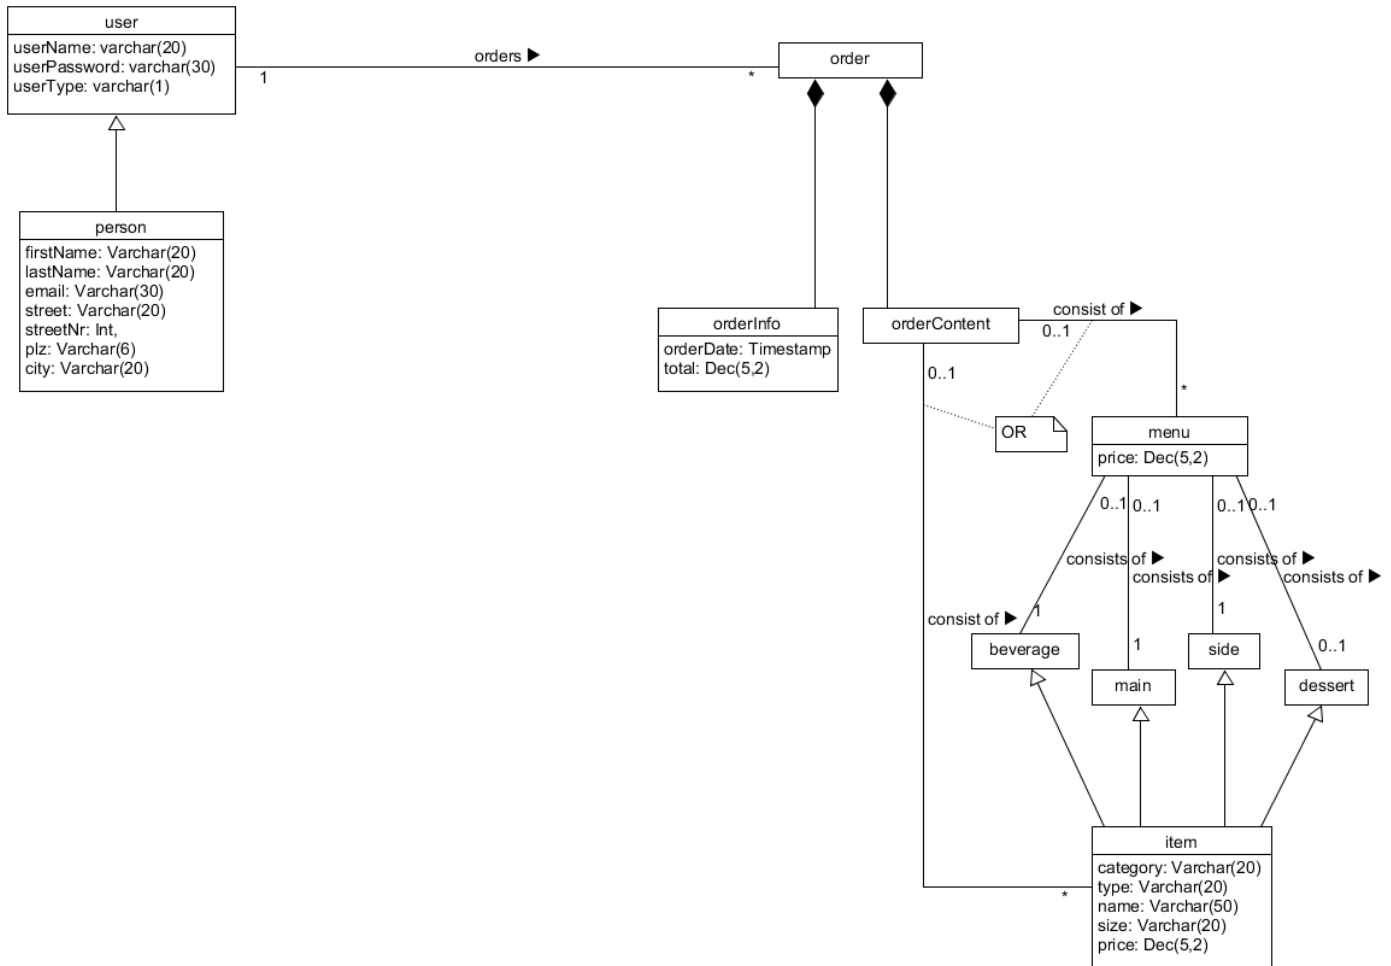 user
userName: varchar(20)
userPassword: varchar(30)
userType: varchar(1)
orders ▶
1
*
order
person
firstName: Varchar(20)
lastName: Varchar(20)
email: Varchar(30)
street: Varchar(20)
streetNr: Int,
plz: Varchar(6)
city: Varchar(20)
orderInfo
orderDate: Timestamp
total: Dec(5,2)
orderContent
consist of ▶
0..1
0..1
*
OR
menu
price: Dec(5,2)
0..1
0..1
0..1
0..1
consists of ▶
consists of ▶
consists of ▶
consists of ▶
consist of ▶
1
1
1
0..1
beverage
main
side
dessert
item
category: Varchar(20)
type: Varchar(20)
name: Varchar(50)
size: Varchar(20)
price: Dec(5,2)
*